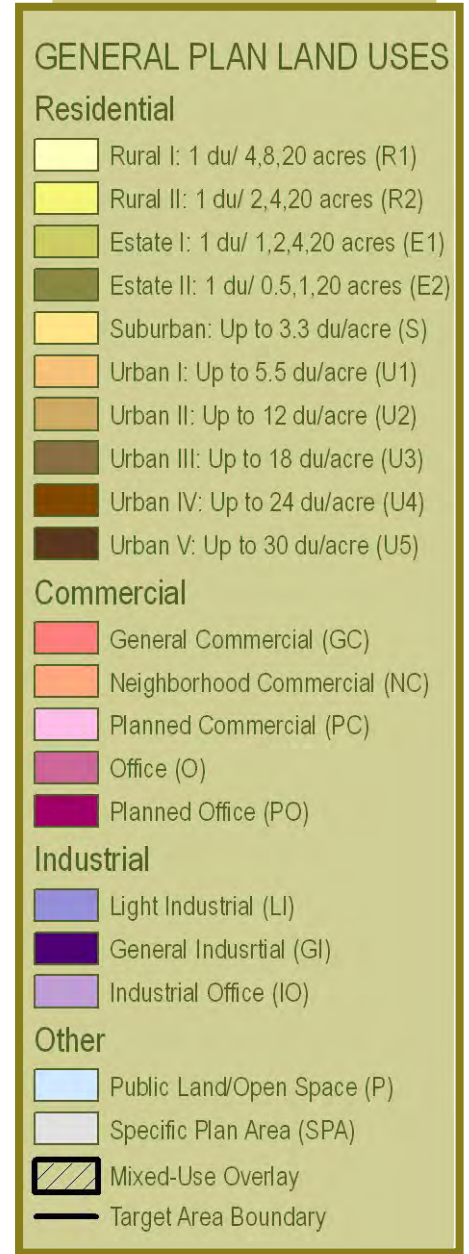 GENERAL PLAN LAND USES
Residential
Rural I: 1 du/ 4,8,20 acres (R1)
Rural II: 1 du/ 2,4,20 acres (R2)
Estate I: 1 du/ 1,2,4,20 acres (E1)
Estate II: 1 du/ 0.5,1,20 acres (E2)
Suburban: Up to 3.3 du/acre (S)
Urban I: Up to 5.5 du/acre (U1)
Urban II: Up to 12 du/acre (U2)
Urban III: Up to 18 du/acre (U3)
Urban IV: Up to 24 du/acre (U4)
Urban V: Up to 30 du/acre (U5)
Commercial
General Commercial (GC)
Neighborhood Commercial (NC)
Planned Commercial (PC)
Office (O)
Planned Office (PO)
Industrial
Light Industrial (LI)
General Indusrtial (GI)
Industrial Office (IO)
Other
Public Land/Open Space (P)
Specific Plan Area (SPA)
Mixed-Use Overlay
Target Area Boundary